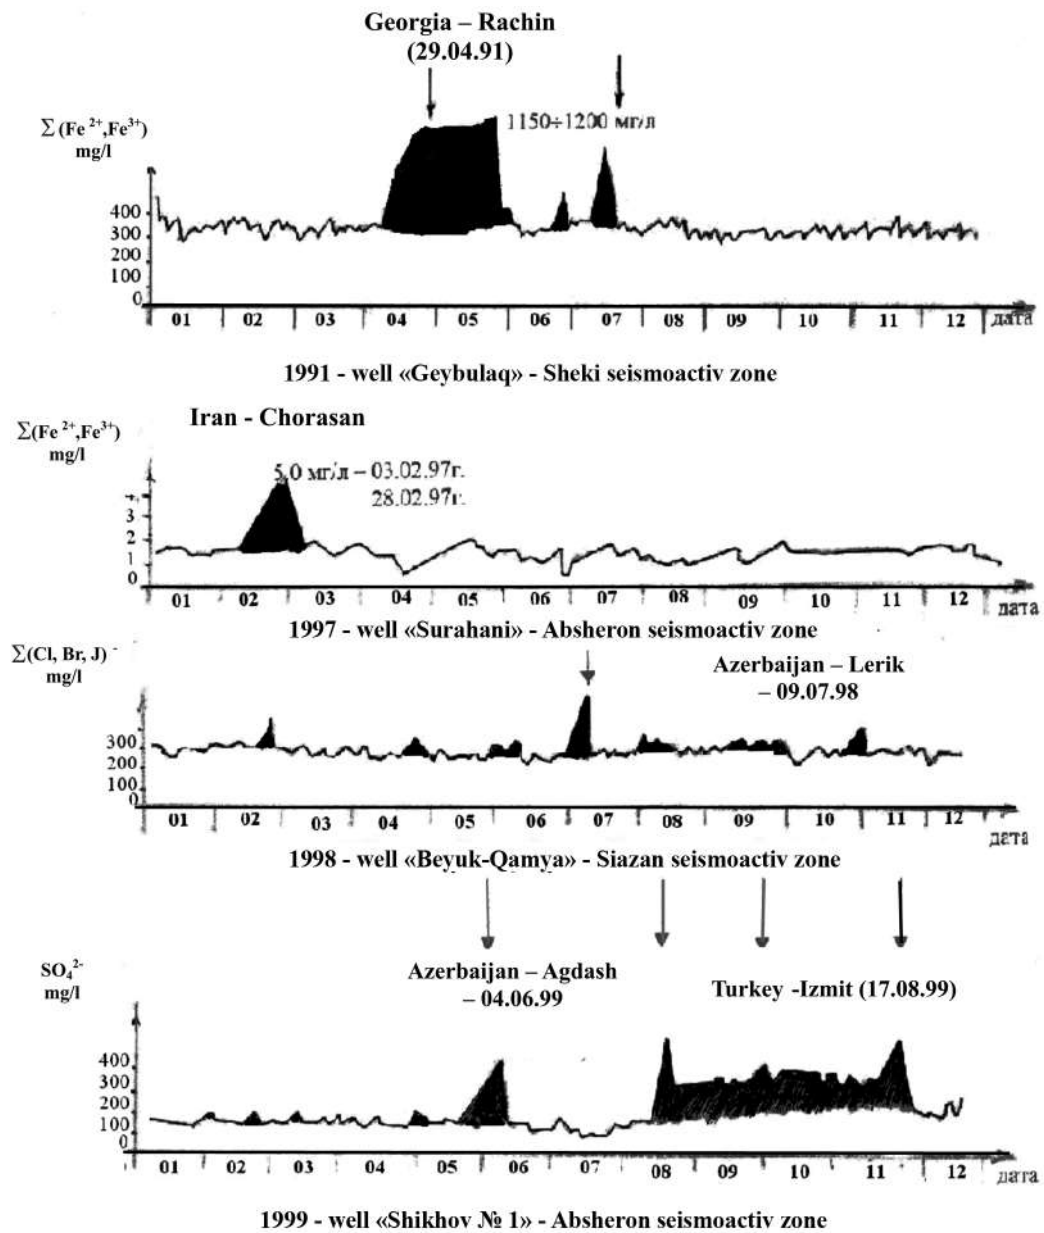 Georgia – Rachin
(29.04.91)
∑ (Fe ²⁺,Fe³⁺)
mg/l
1150÷1200 мг/л
400
300
200
100
0
01 02 03 04 05 06 07 08 09 10 11 12 дата
1991 - well «Geybulaq» - Sheki seismoactiv zone
Iran - Chorasan
∑(Fe ²⁺,Fe³⁺)
mg/l
5,0 мг/л – 03.02.97г.
28.02.97г.
4
3
2
1
0
01 02 03 04 05 06 07 08 09 10 11 12 дата
1997 - well «Surahani» - Absheron seismoactiv zone
∑(Cl, Br, J) ⁻
mg/l
Azerbaijan – Lerik
– 09.07.98
300
200
100
0
01 02 03 04 05 06 07 08 09 10 11 12 дата
1998 - well «Beyuk-Qamya» - Siazan seismoactiv zone
SO₄²⁻
mg/l
Azerbaijan – Agdash
– 04.06.99
Turkey -Izmit (17.08.99)
400
300
200
100
0
01 02 03 04 05 06 07 08 09 10 11 12 дата
1999 - well «Shikhov № 1» - Absheron seismoactiv zone